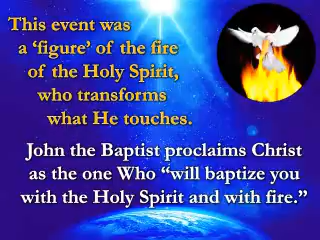 This event was
a ‘figure’ of the fire
of the Holy Spirit,
who transforms
what He touches.
John the Baptist proclaims Christ
as the one Who “will baptize you
with the Holy Spirit and with fire.”